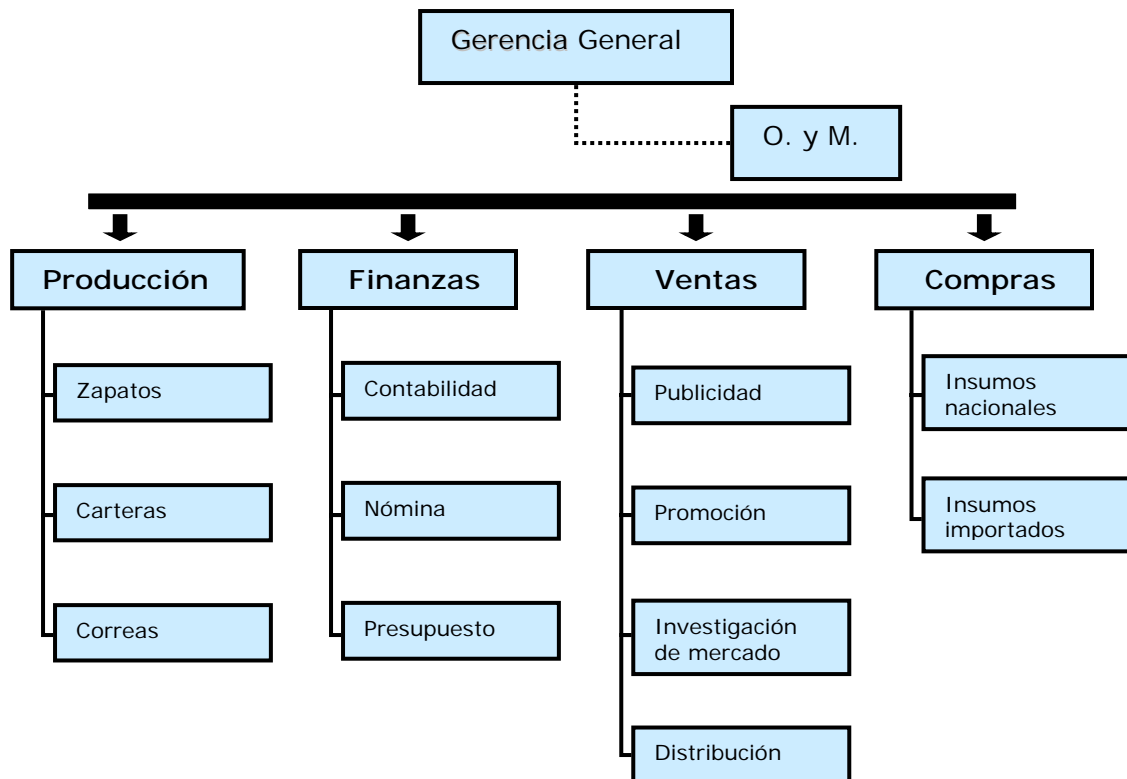 Gerencia General
O. y M.
Producción
Finanzas
Ventas
Compras
Zapatos
Carteras
Correas
Contabilidad
Nómina
Presupuesto
Publicidad
Promoción
Investigación
de mercado
Distribución
Insumos
nacionales
Insumos
importados